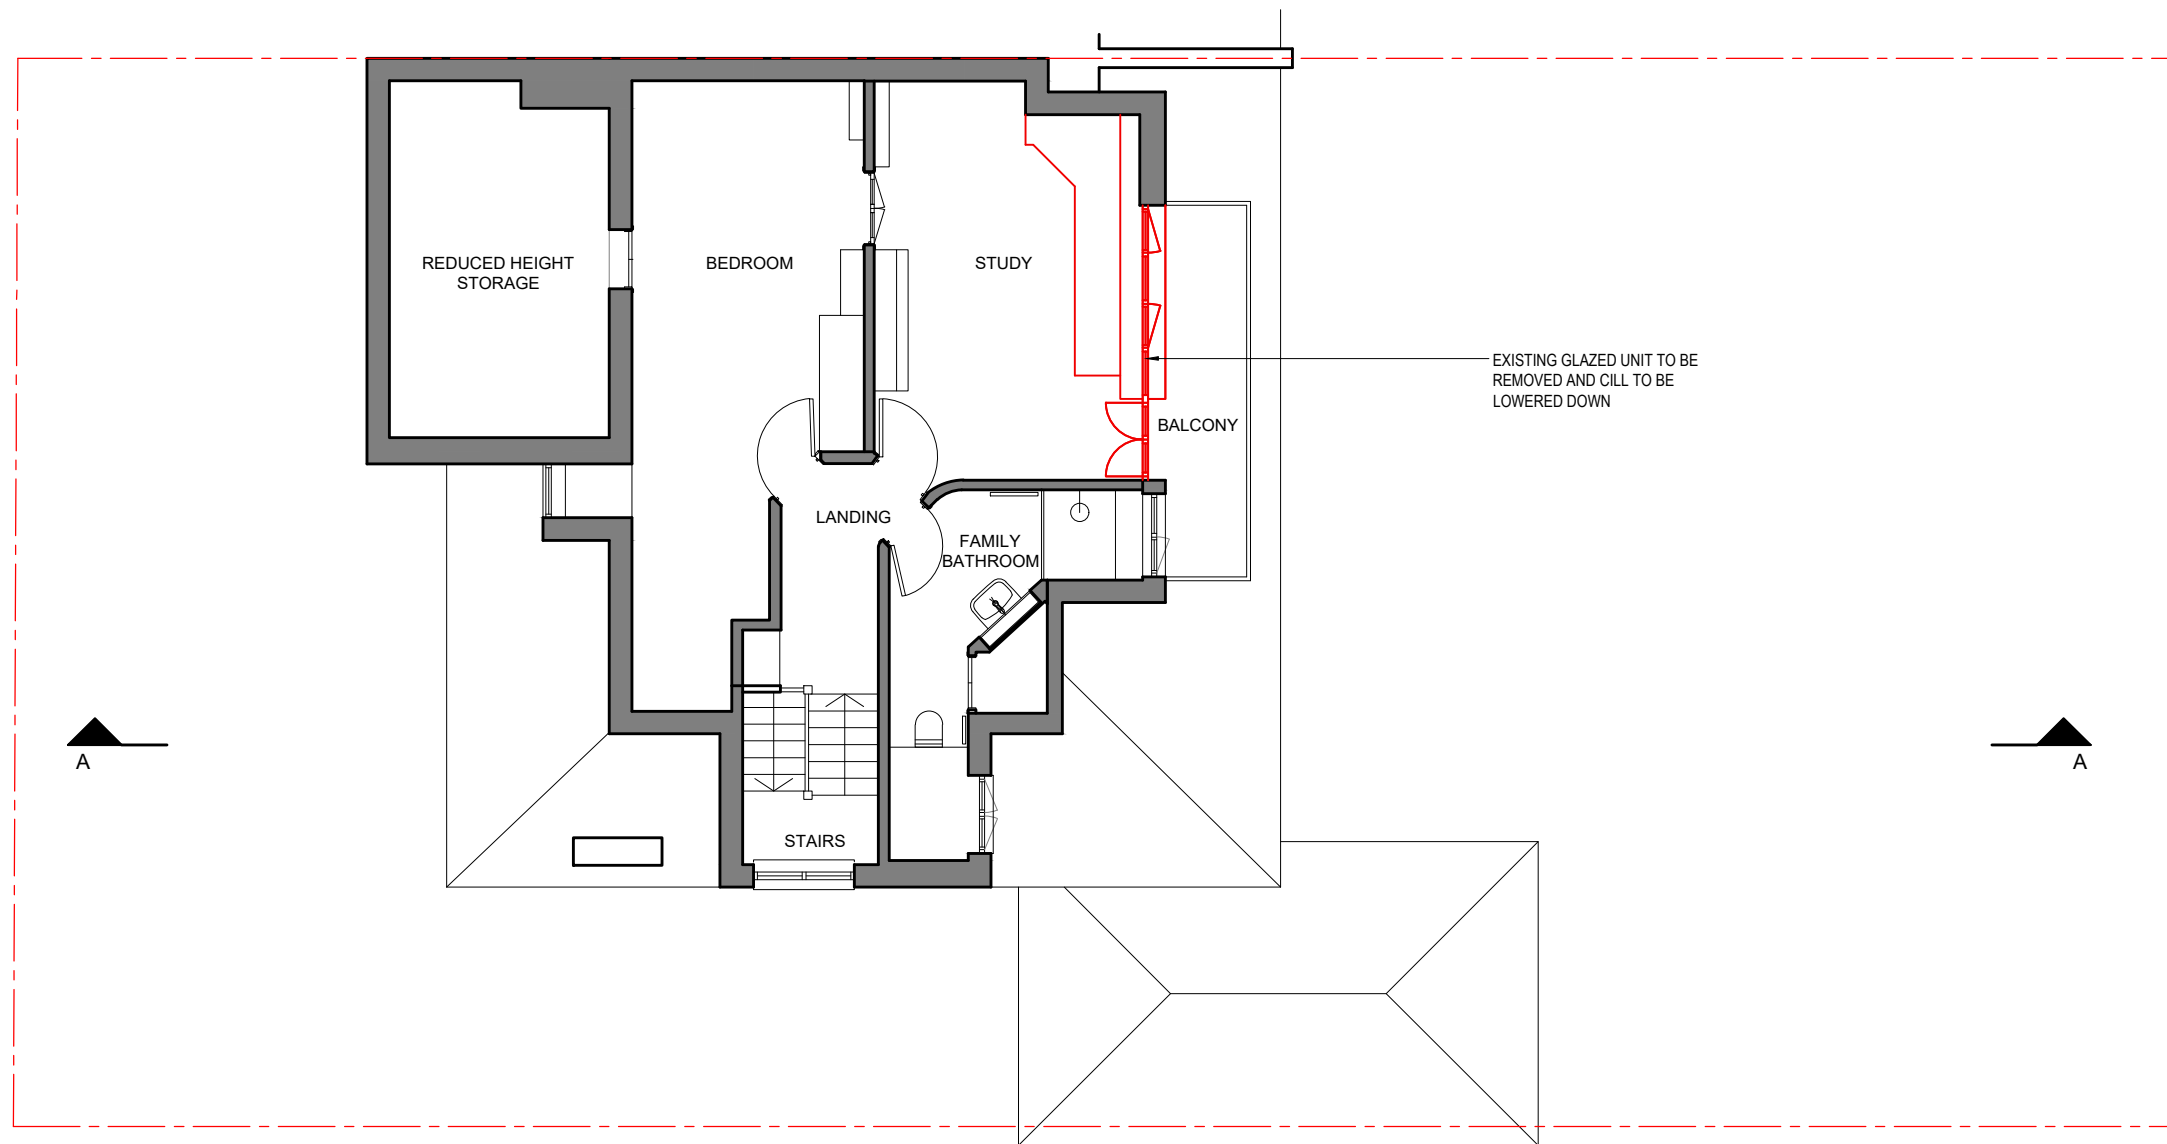 REDUCED HEIGHT
STORAGE
BEDROOM
STUDY
EXISTING GLAZED UNIT TO BE
REMOVED AND CILL TO BE
LOWERED DOWN
BALCONY
LANDING
FAMILY
BATHROOM
A
A
STAIRS